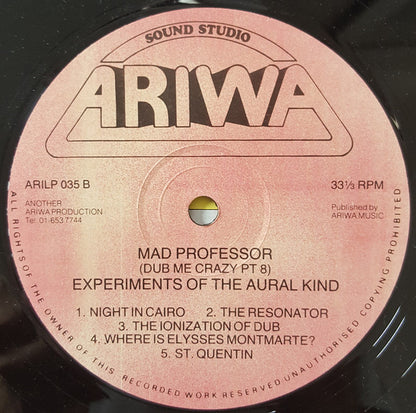 SOUND STUDIO
ARIWA
ARILP 035 B
33⅓ RPM
ANOTHER
ARIWA PRODUCTION
Tel: 01-653 7744
Published by
ARIWA MUSIC
MAD PROFESSOR
(DUB ME CRAZY PT 8)
EXPERIMENTS OF THE AURAL KIND
1. NIGHT IN CAIRO 2. THE RESONATOR
3. THE IONIZATION OF DUB
4. WHERE IS ELYSSES MONTMARTE?
5. ST. QUENTIN
ALL RIGHTS OF THE OWNER OF THIS RECORDED WORK RESERVED UNAUTHORISED COPYING PROHIBITED